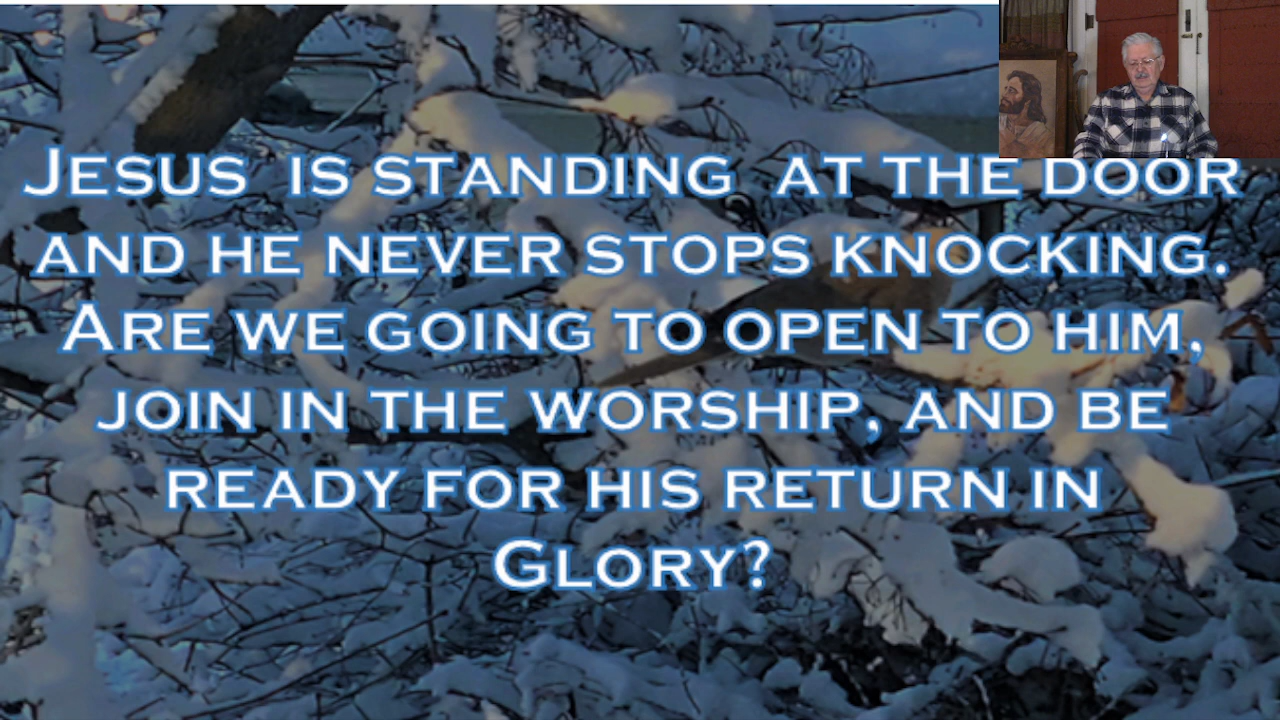 Jesus is standing at the door
and he never stops knocking.
Are we going to open to him,
join in the worship, and be
ready for his return in
Glory?